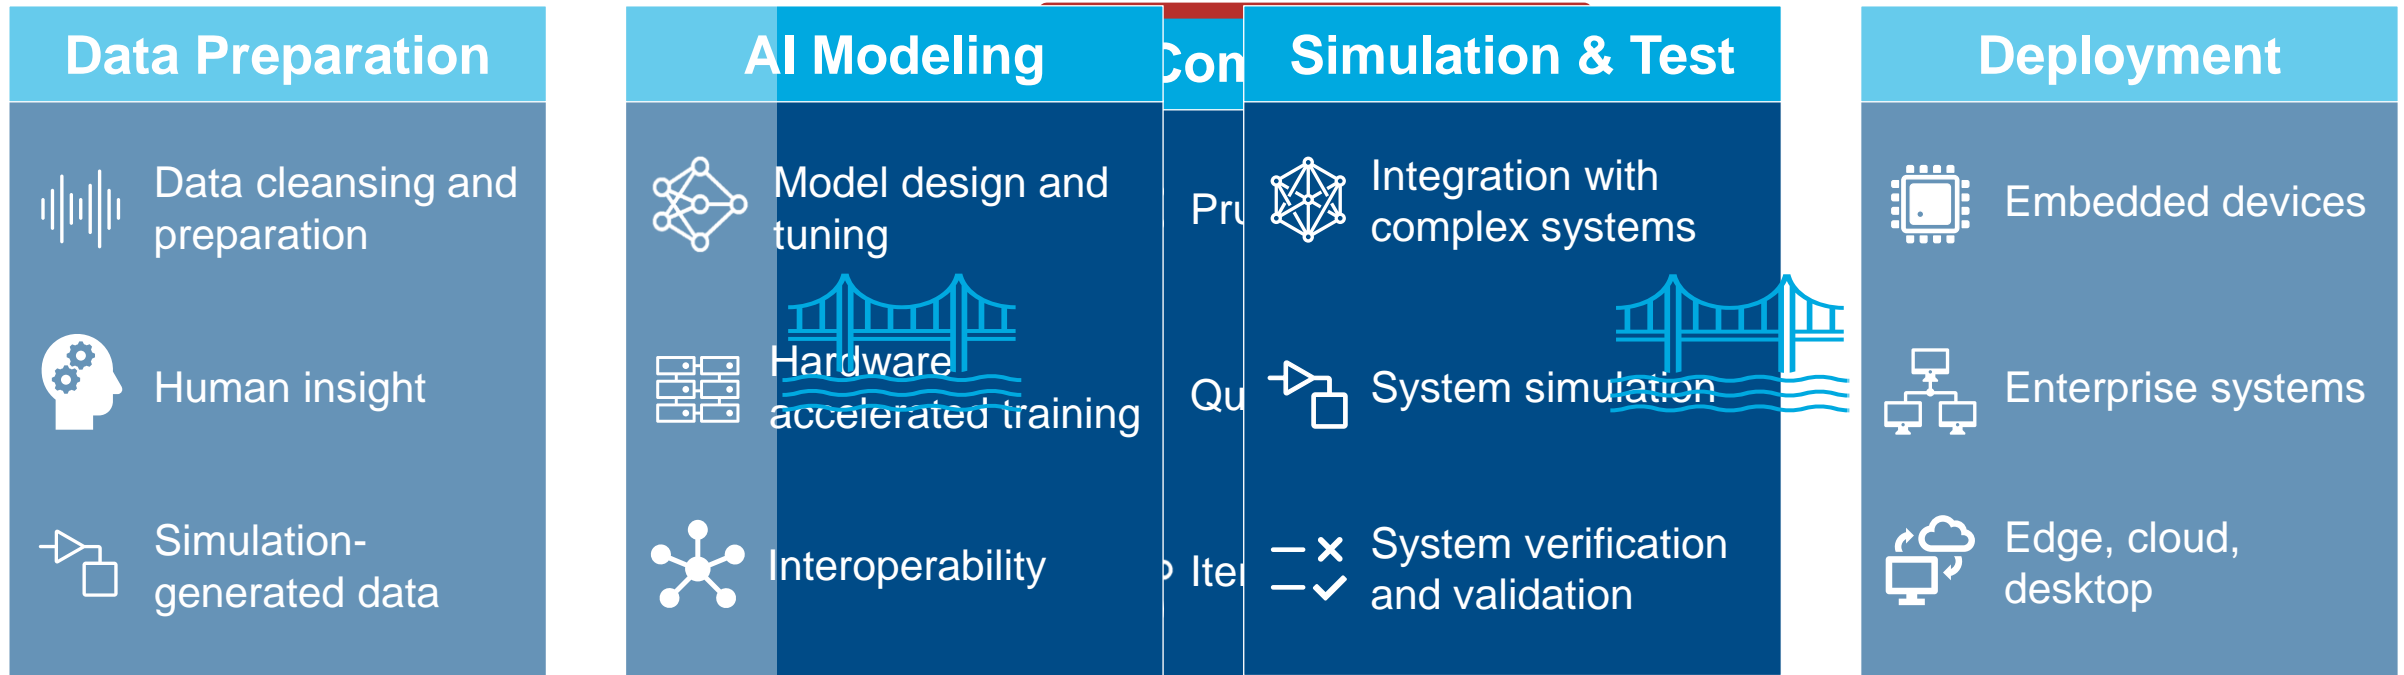 Data Preparation
Data cleansing and
preparation
Human insight
Simulation-
generated data
AI Modeling
Model design and
tuning
Hardware
accelerated training
Interoperability
Simulation & Test
Integration with
complex systems
System simulation
System verification
and validation
Deployment
Embedded devices
Enterprise systems
Edge, cloud,
desktop